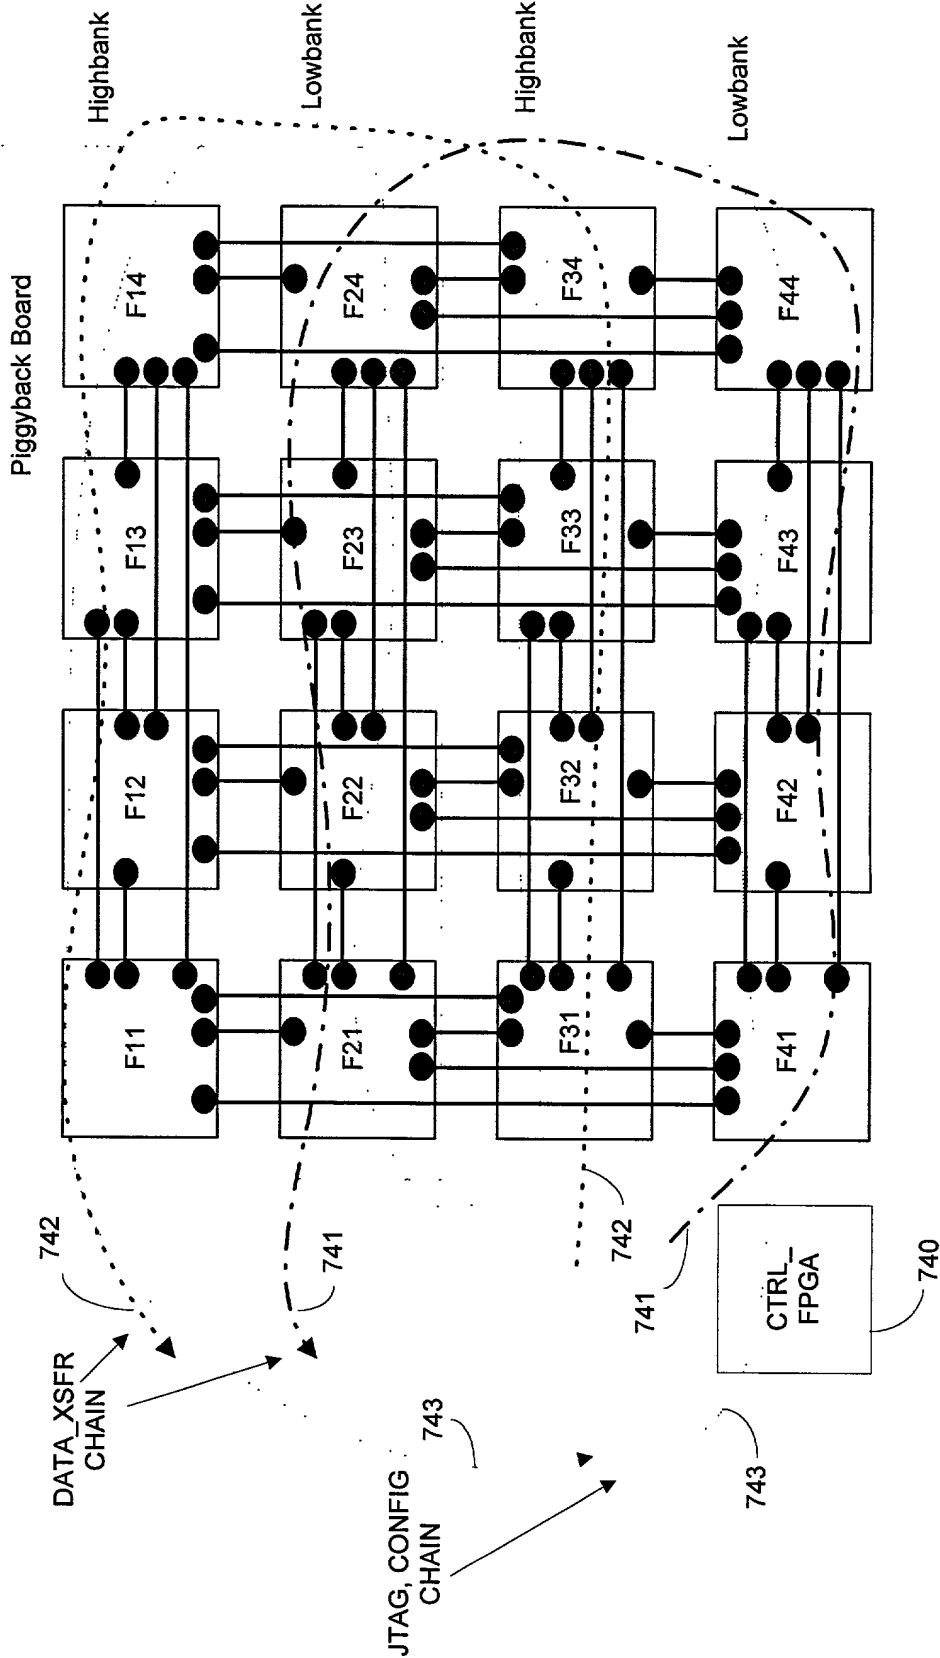 Piggyback Board
Highbank
Lowbank
Highbank
Lowbank
F11
F12
F13
F14
F21
F22
F23
F24
F31
F32
F33
F34
F41
F42
F43
F44
742
741
742
741
DATA_XSFR
CHAIN
743
JTAG, CONFIG
CHAIN
743
CTRL_
FPGA
740